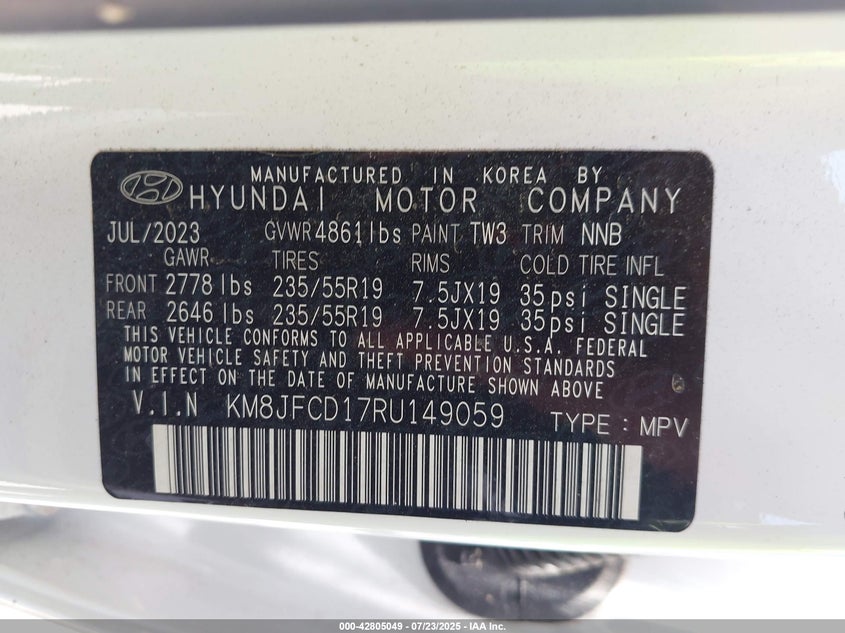 MANUFACTURED IN KOREA BY
HYUNDAI MOTOR COMPANY
JUL/2023 GVWR 4861lbs PAINT TW3 TRIM NNB
GAWR TIRES RIMS COLD TIRE INFL
FRONT 2778 lbs 235/55R19 7.5JX19 35psi SINGLE
REAR 2646 lbs 235/55R19 7.5JX19 35psi SINGLE
THIS VEHICLE CONFORMS TO ALL APPLICABLE U.S.A. FEDERAL
MOTOR VEHICLE SAFETY AND THEFT PREVENTION STANDARDS
IN EFFECT ON THE DATE OF MANUFACTURE SHOWN ABOVE
V.I.N KM8JFCD17RU149059 TYPE : MPV
000-42805049 - 07/23/2025 - IAA